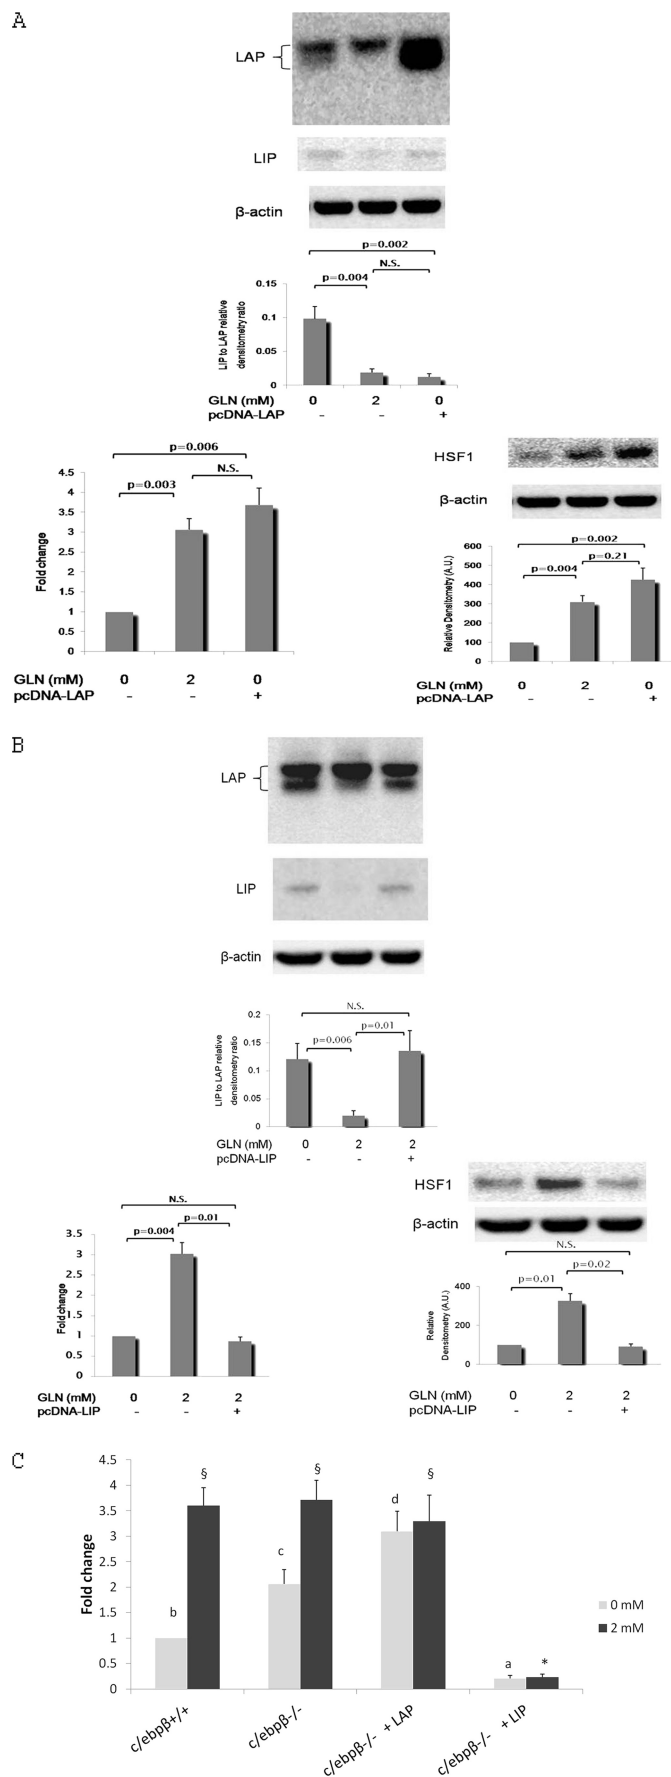 A
LAP
LIP
β-actin
p=0.002
N.S.
p=0.004
LIP to LAP relative
densitometry ratio
0.15
0.1
0.05
0
GLN (mM) 0 2 0
pcDNA-LAP - - +
p=0.006
N.S.
p=0.003
Fold change
4.5
4
3.5
3
2.5
2
1.5
1
0.5
0
GLN (mM) 0 2 0
pcDNA-LAP - - +
HSF1
β-actin
p=0.002
p=0.21
p=0.004
Relative Densitometry (A.U.)
600
500
400
300
200
100
0
GLN (mM) 0 2 0
pcDNA-LAP - - +
B
LAP
LIP
β-actin
N.S.
p=0.01
p=0.006
LIP to LAP relative
densitometry ratio
0.2
0.15
0.1
0.05
0
GLN (mM) 0 2 2
pcDNA-LIP - - +
N.S.
p=0.01
p=0.004
Fold change
3.5
3
2.5
2
1.5
1
0.5
0
GLN (mM) 0 2 2
pcDNA-LIP - - +
HSF1
β-actin
N.S.
p=0.02
p=0.01
Relative
Densitometry (A.U.)
400
200
0
GLN (mM) 0 2 2
pcDNA-LIP - - +
C
Fold change
4.5
4
3.5
3
2.5
2
1.5
1
0.5
0
b § c § d § a *
0 mM
2 mM
c/ebpβ+/+
c/ebpβ-/-
c/ebpβ-/- + LAP
c/ebpβ-/- + LIP